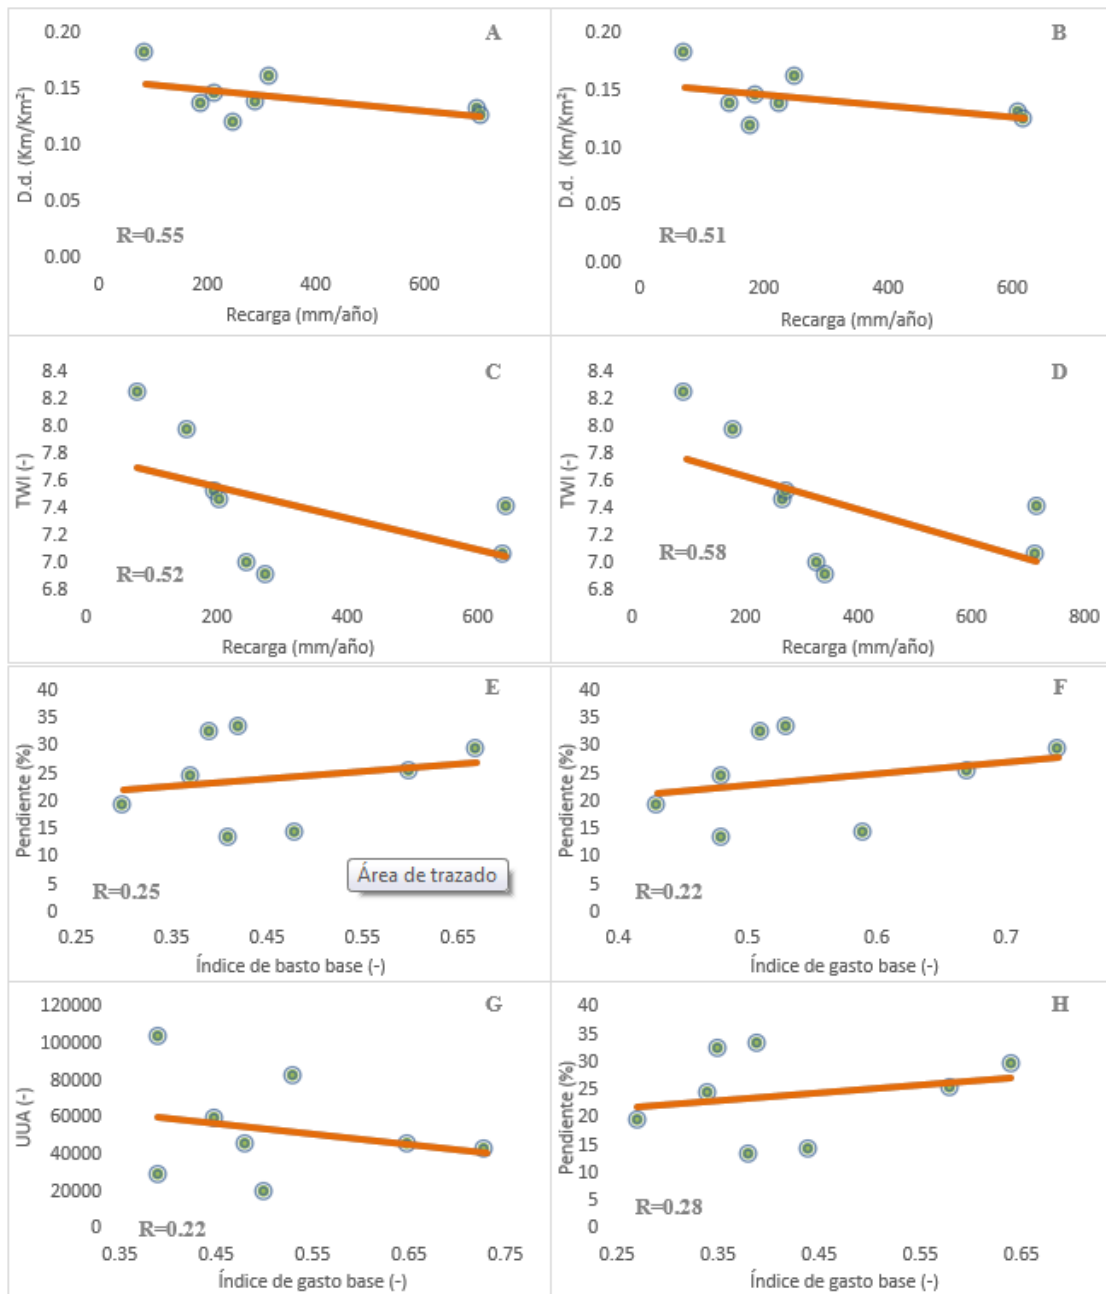 A
0.20
0.15
0.10
0.05
0.00
D.d. (Km/Km²)
R=0.55
0 200 400 600
Recarga (mm/año)
B
0.20
0.15
0.10
0.05
0.00
D.d. (Km/Km²)
R=0.51
0 200 400 600
Recarga (mm/año)
C
8.4
8.2
8.0
7.8
7.6
7.4
7.2
7.0
6.8
TWI (-)
R=0.52
0 200 400 600
Recarga (mm/año)
D
8.4
8.2
8.0
7.8
7.6
7.4
7.2
7.0
6.8
TWI (-)
R=0.58
0 200 400 600 800
Recarga (mm/año)
E
40
35
30
25
20
15
10
5
0
Pendiente (%)
Área de trazado
R=0.25
0.25 0.35 0.45 0.55 0.65
Índice de basto base (-)
F
40
35
30
25
20
15
10
5
0
Pendiente (%)
R=0.22
0.4 0.5 0.6 0.7
Índice de gasto base (-)
G
120000
100000
80000
60000
40000
20000
0
UUA (-)
R=0.22
0.35 0.45 0.55 0.65 0.75
Índice de gasto base (-)
H
40
35
30
25
20
15
10
5
0
Pendiente (%)
R=0.28
0.25 0.35 0.45 0.55 0.65
Índice de gasto base (-)